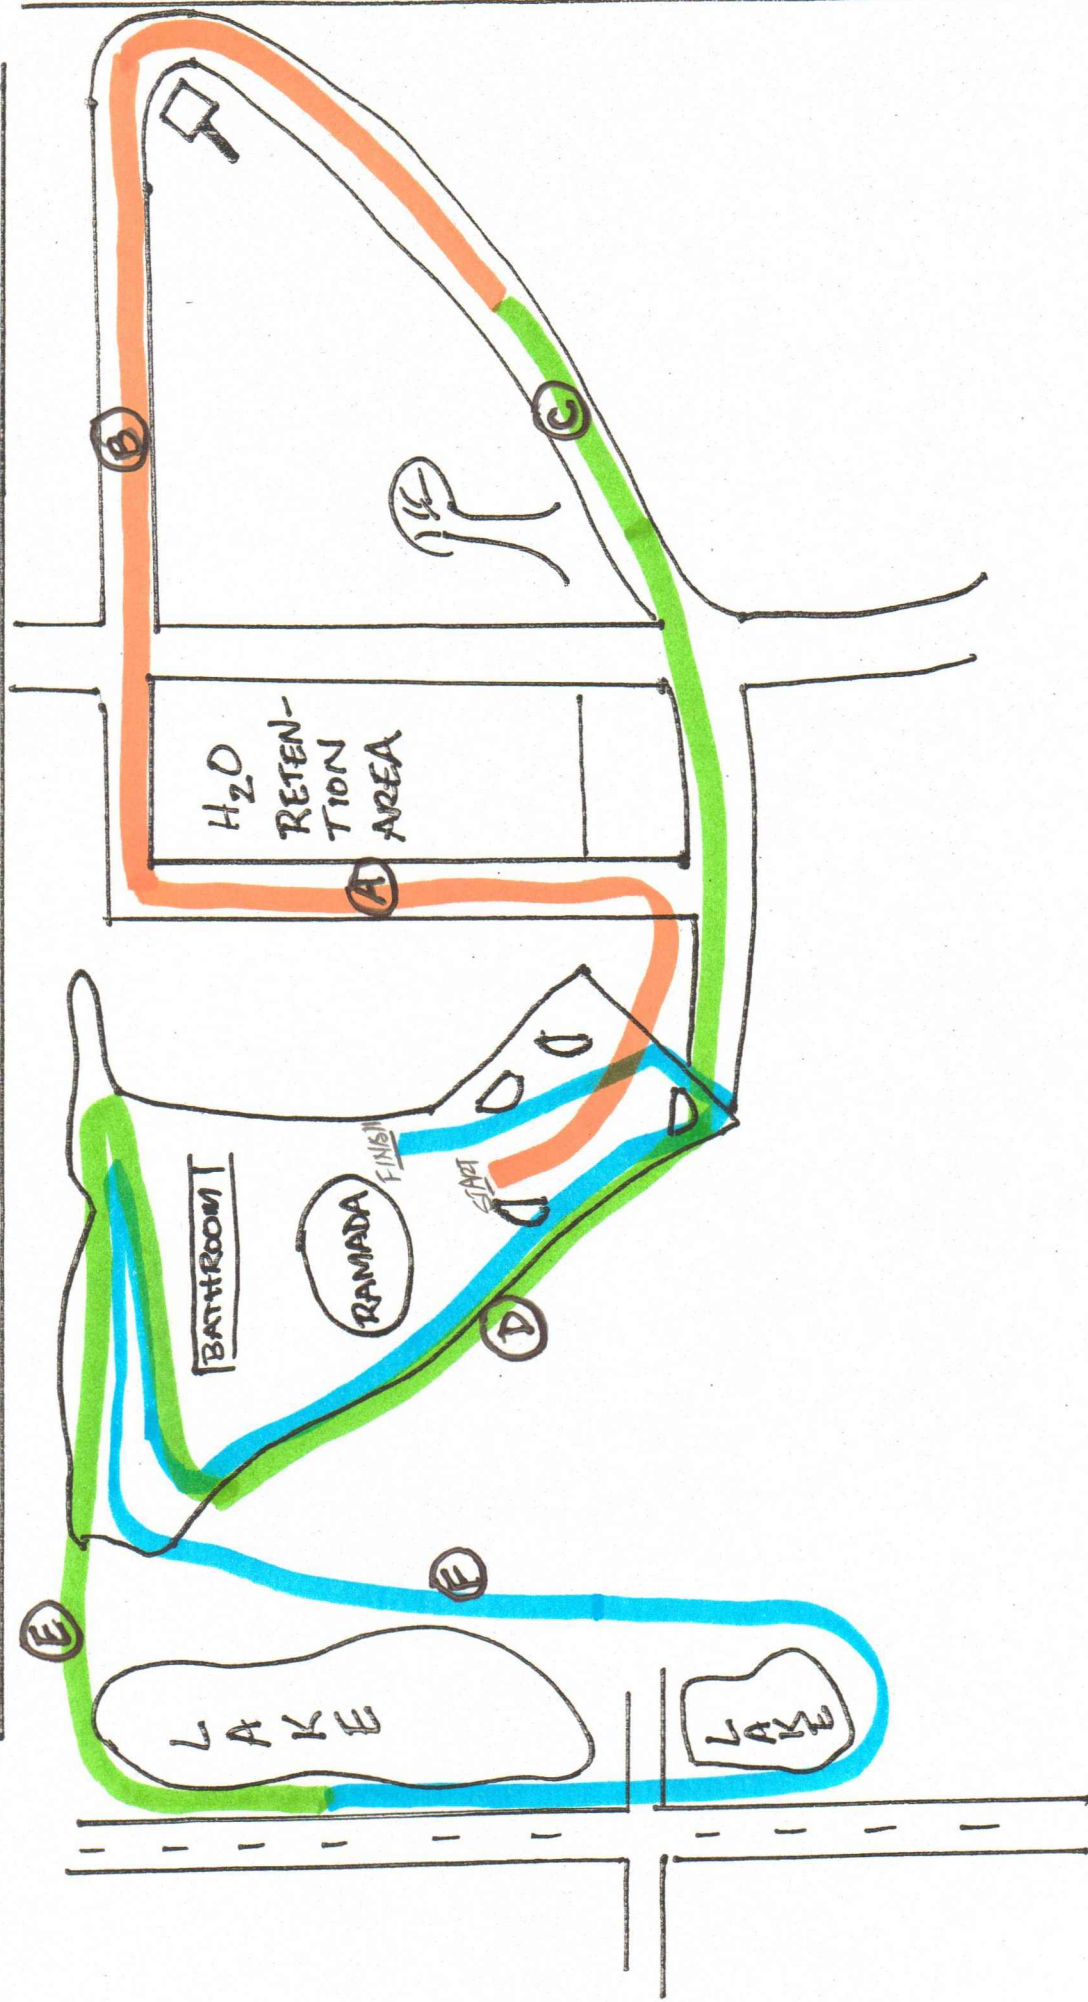 B
C
H₂O
RETEN-
TION
AREA
A
FINISH
START
BATHROOM
RAMADA
D
E
F
LAKE
LAKE